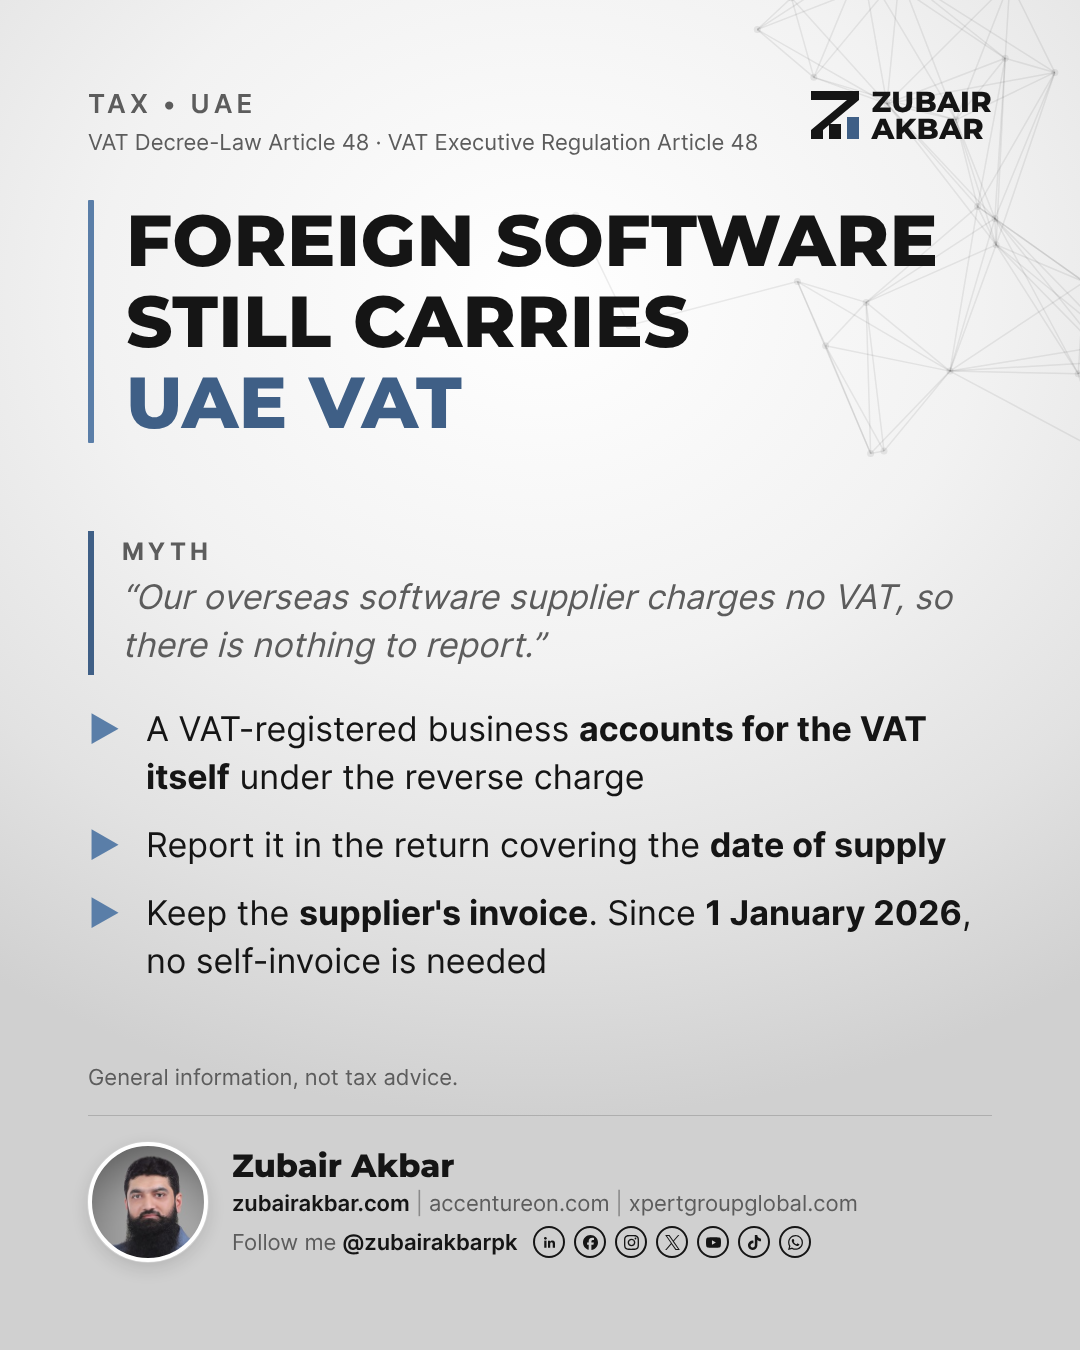 TAX • UAE
VAT Decree-Law Article 48 · VAT Executive Regulation Article 48
ZUBAIR
AKBAR
FOREIGN SOFTWARE
STILL CARRIES
UAE VAT
MYTH
“Our overseas software supplier charges no VAT, so
there is nothing to report.”
A VAT-registered business accounts for the VAT
itself under the reverse charge
Report it in the return covering the date of supply
Keep the supplier's invoice. Since 1 January 2026,
no self-invoice is needed
General information, not tax advice.
Zubair Akbar
zubairakbar.com | accentureon.com | xpertgroupglobal.com
Follow me @zubairakbarpk